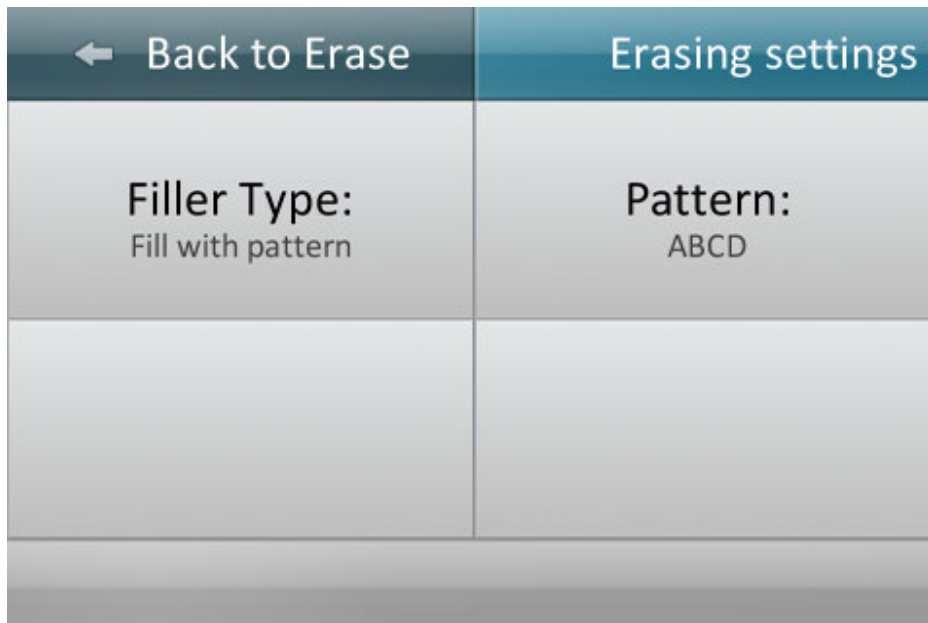 Back to Erase
Erasing settings
Filler Type:
Fill with pattern
Pattern:
ABCD